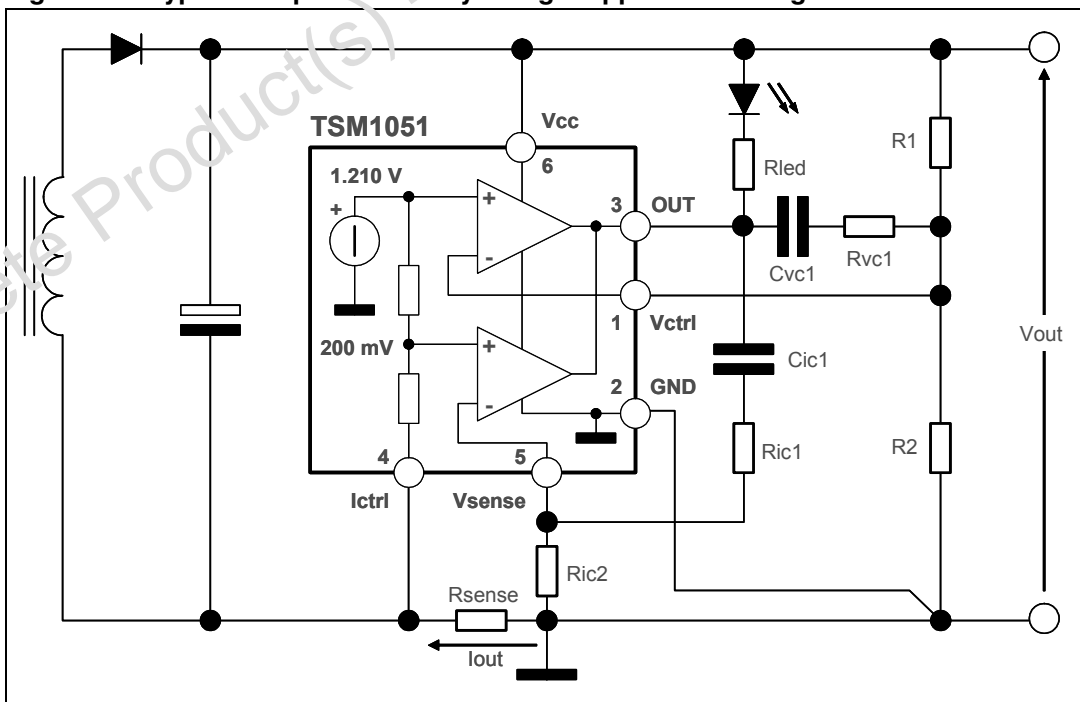 Product(s)
TSM1051
Vcc
6
1.210 V
+
+
-
3
OUT
Rled
R1
Cvc1
Rvc1
1
Vctrl
200 mV
+
-
2
GND
Cic1
Vout
4
5
Ric1
R2
Ictrl
Vsense
Ric2
Rsense
Iout